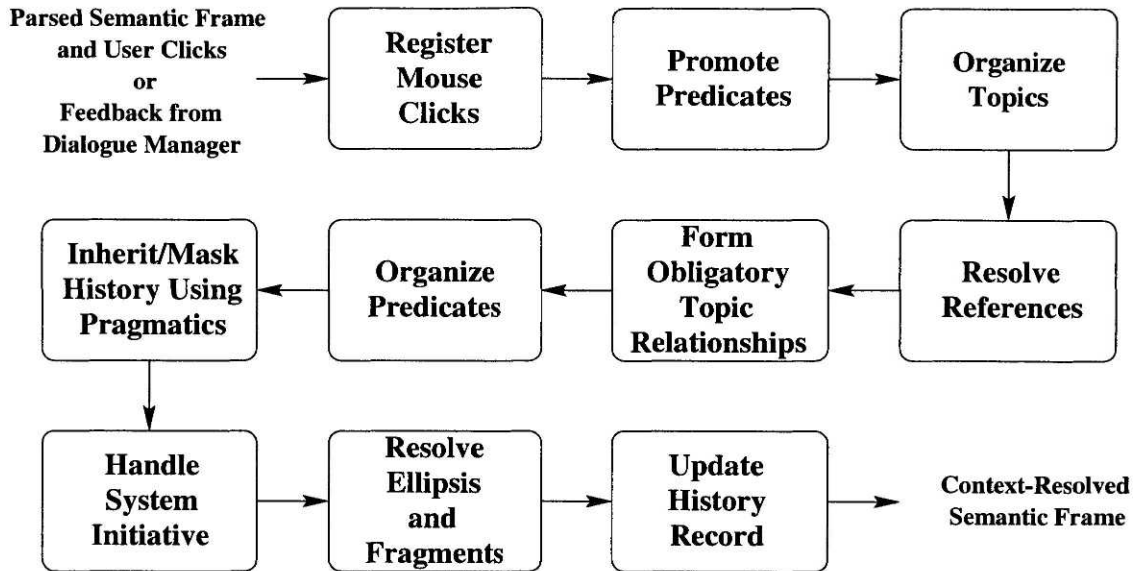 Parsed Semantic Frame
and User Clicks
or
Feedback from
Dialogue Manager
Register
Mouse
Clicks
Promote
Predicates
Organize
Topics
Resolve
References
Form
Obligatory
Topic
Relationships
Organize
Predicates
Inherit/Mask
History Using
Pragmatics
Handle
System
Initiative
Resolve
Ellipsis
and
Fragments
Update
History
Record
Context-Resolved
Semantic Frame